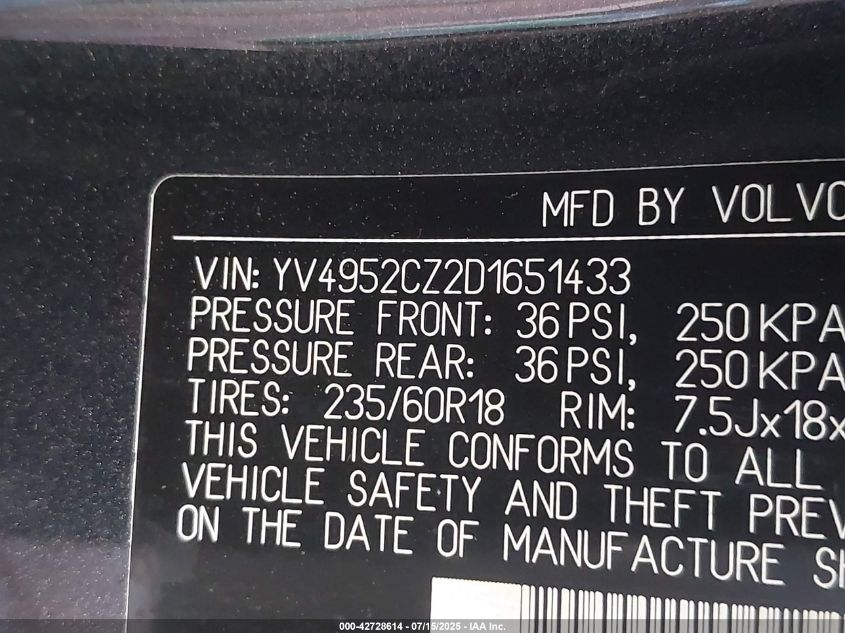 MFD BY VOLVO
VIN: YV4952CZ2D1651433
PRESSURE FRONT: 36 PSI, 250 KPA
PRESSURE REAR: 36 PSI, 250 KPA
TIRES: 235/60R18 RIM: 7.5Jx18x
THIS VEHICLE CONFORMS TO ALL
VEHICLE SAFETY AND THEFT PREV
ON THE DATE OF MANUFACTURE SH
000-42728614 - 07/15/2025 - IAA Inc.